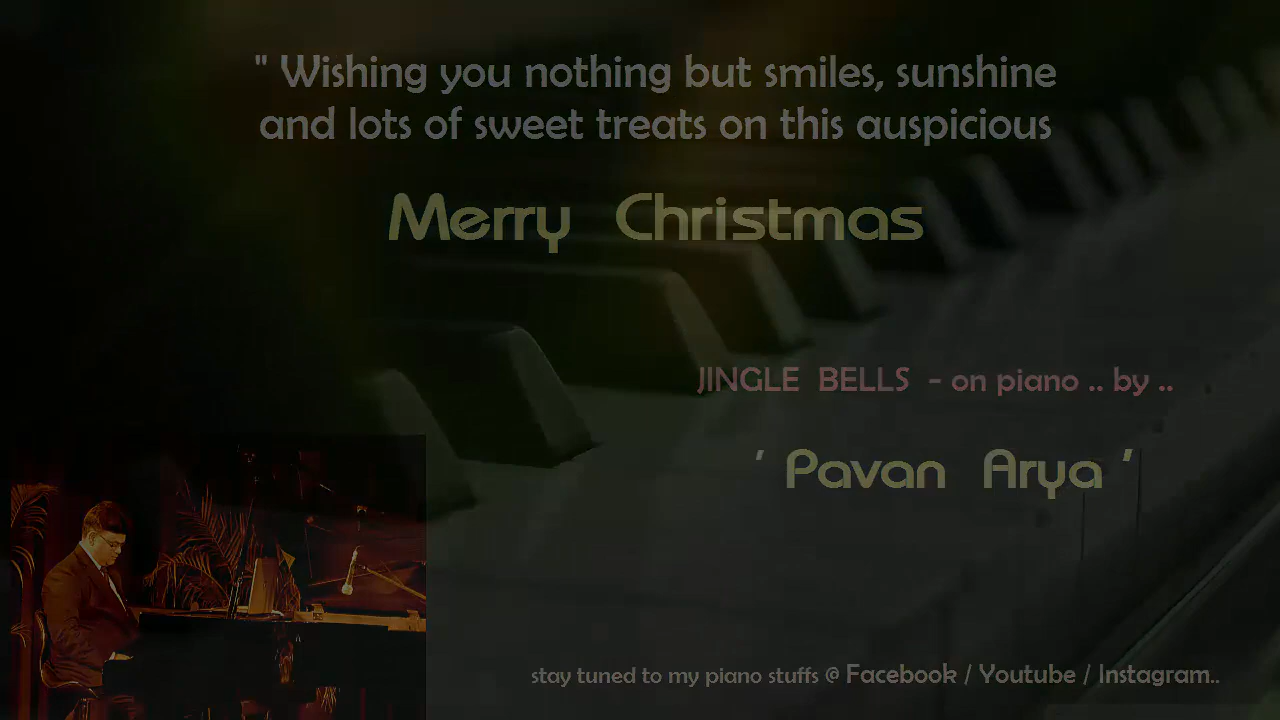 " Wishing you nothing but smiles, sunshine
and lots of sweet treats on this auspicious
Merry Christmas
JINGLE BELLS - on piano .. by ..
' Pavan Arya '
stay tuned to my piano stuffs @ Facebook / Youtube / Instagram..